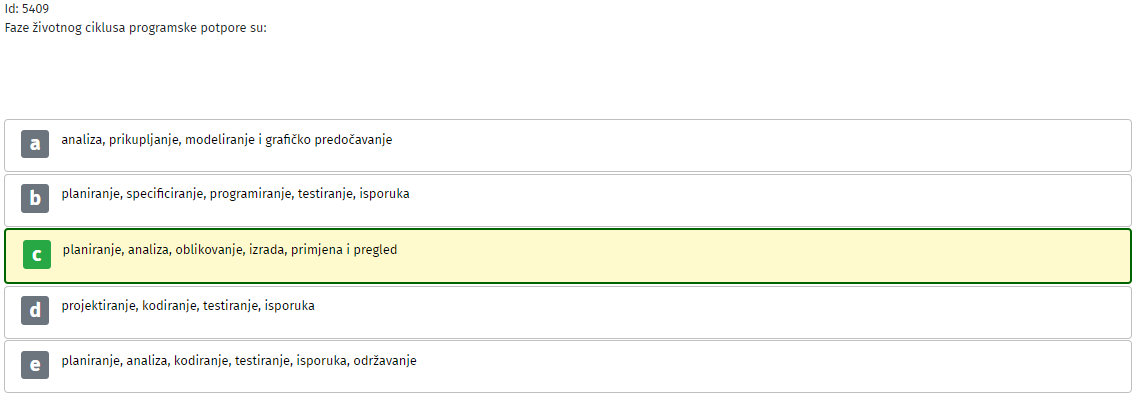 Id: 5409
Faze životnog ciklusa programske potpore su:
a analiza, prikupljanje, modeliranje i grafičko predočavanje
b planiranje, specificiranje, programiranje, testiranje, isporuka
c planiranje, analiza, oblikovanje, izrada, primjena i pregled
d projektiranje, kodiranje, testiranje, isporuka
e planiranje, analiza, kodiranje, testiranje, isporuka, održavanje